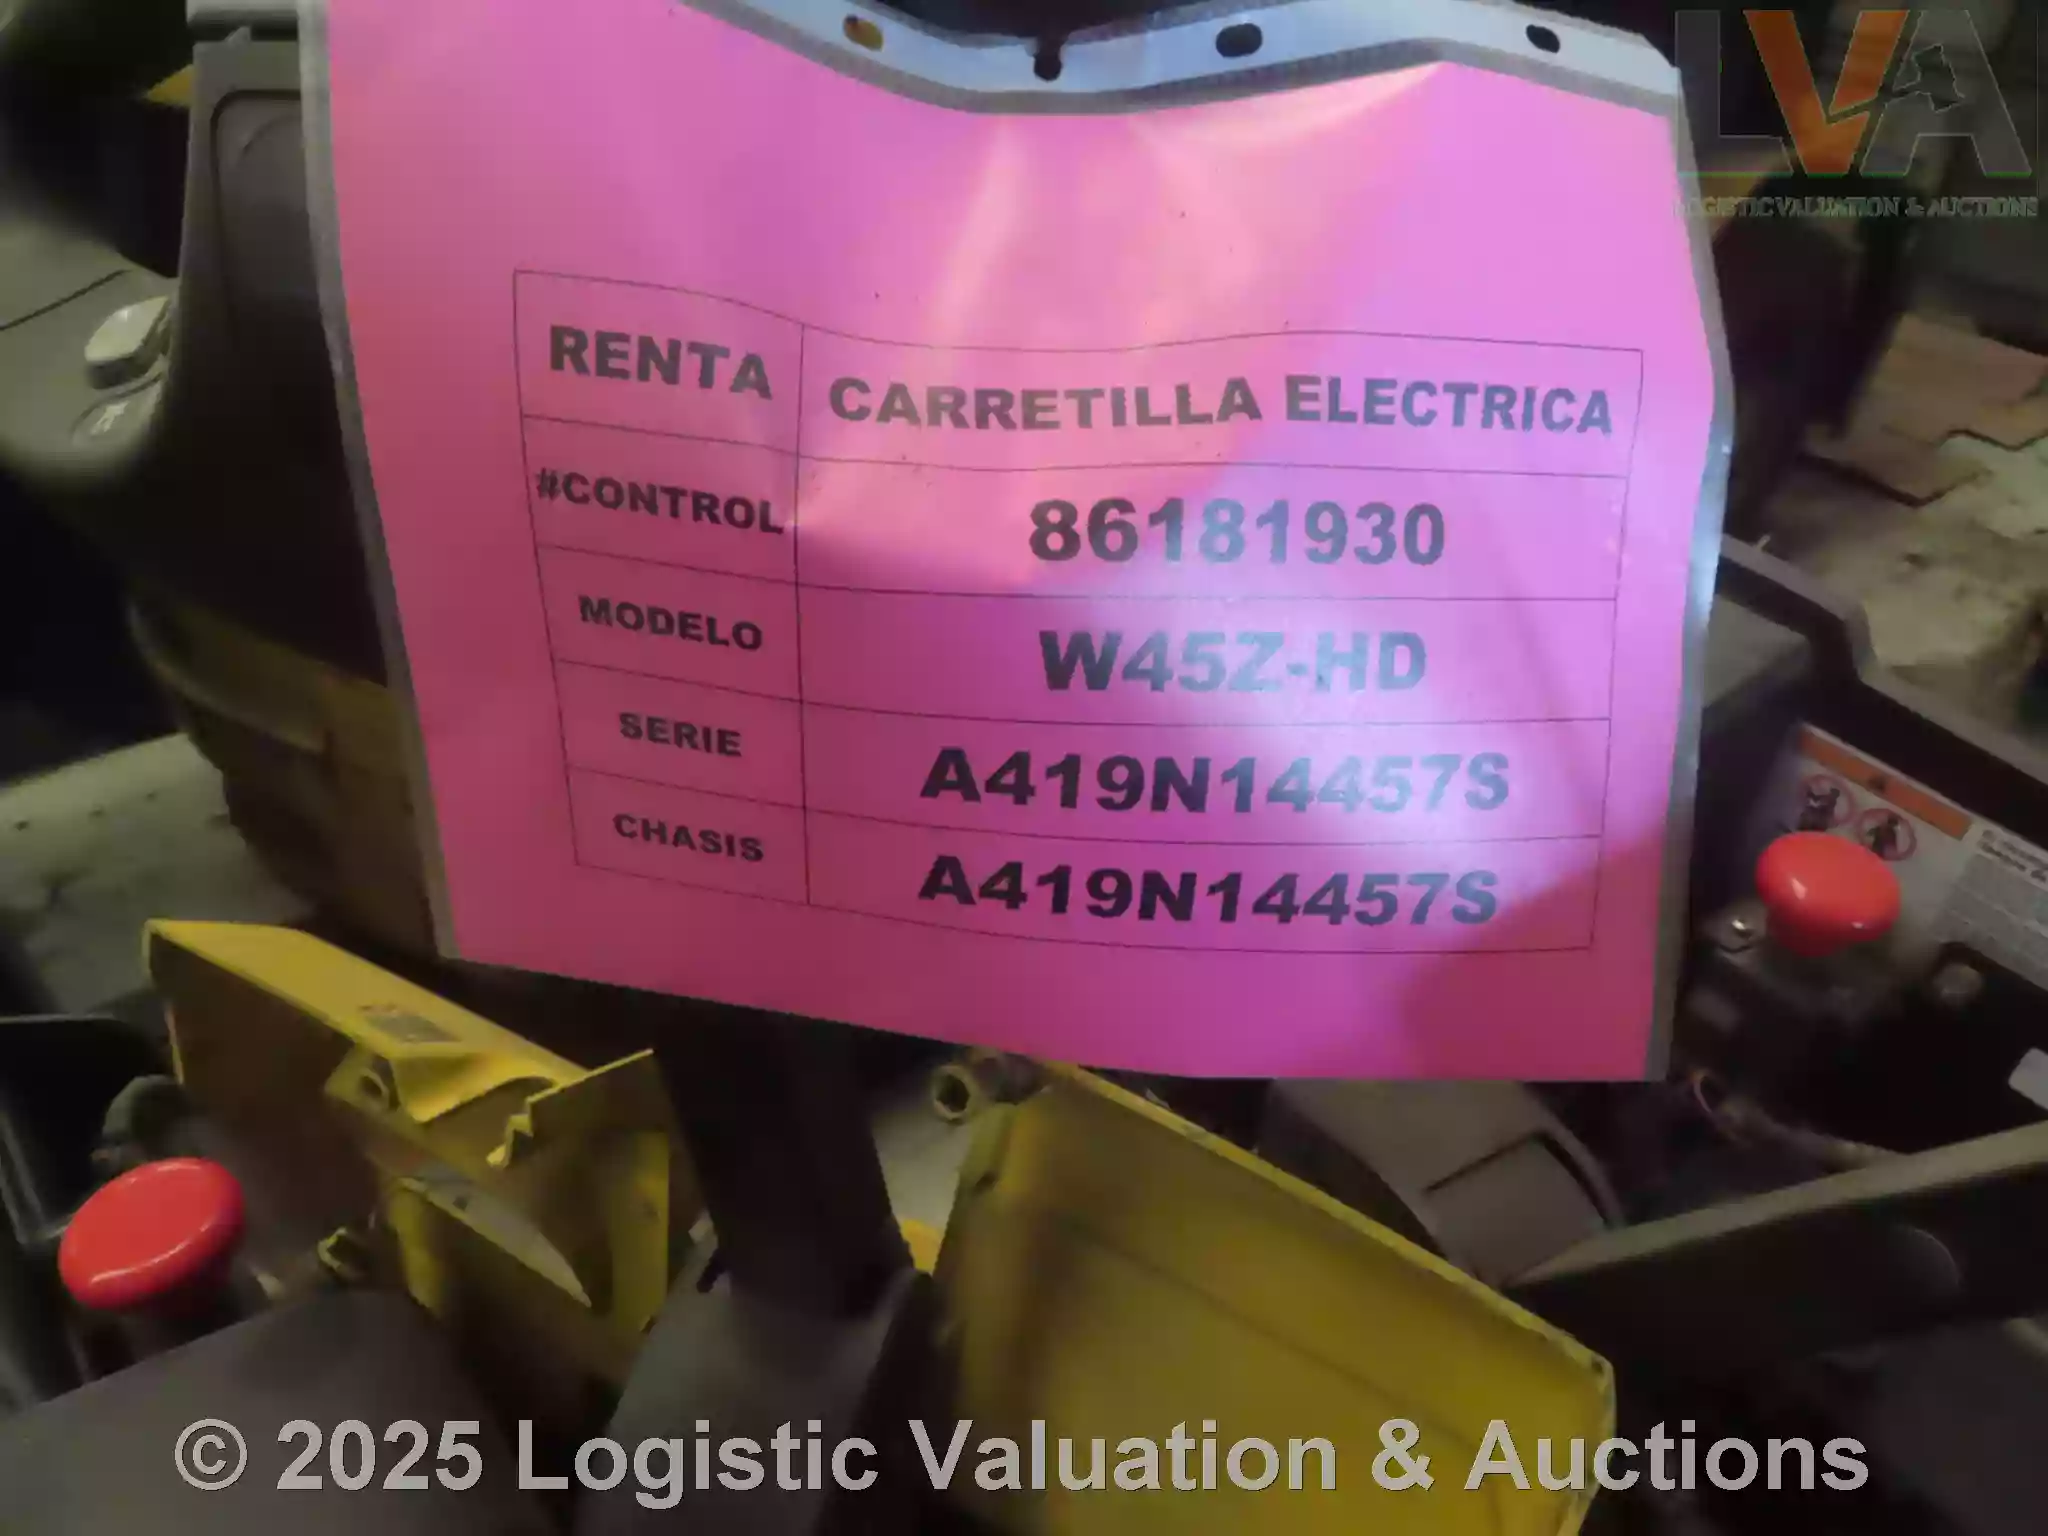 LVA
LOGISTIC VALUATION & AUCTIONS
RENTA CARRETILLA ELECTRICA
#CONTROL 86181930
MODELO W45Z-HD
SERIE A419N14457S
CHASIS A419N14457S
© 2025 Logistic Valuation & Auctions